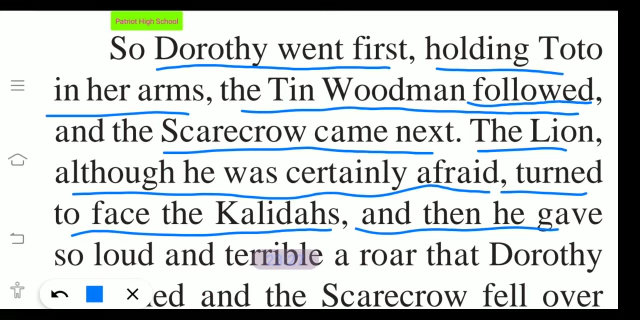 Patriot High School
So Dorothy went first, holding Toto
in her arms, the Tin Woodman followed,
and the Scarecrow came next. The Lion,
although he was certainly afraid, turned
to face the Kalidahs, and then he gave
so loud and terrible a roar that Dorothy
ed and the Scarecrow fell over